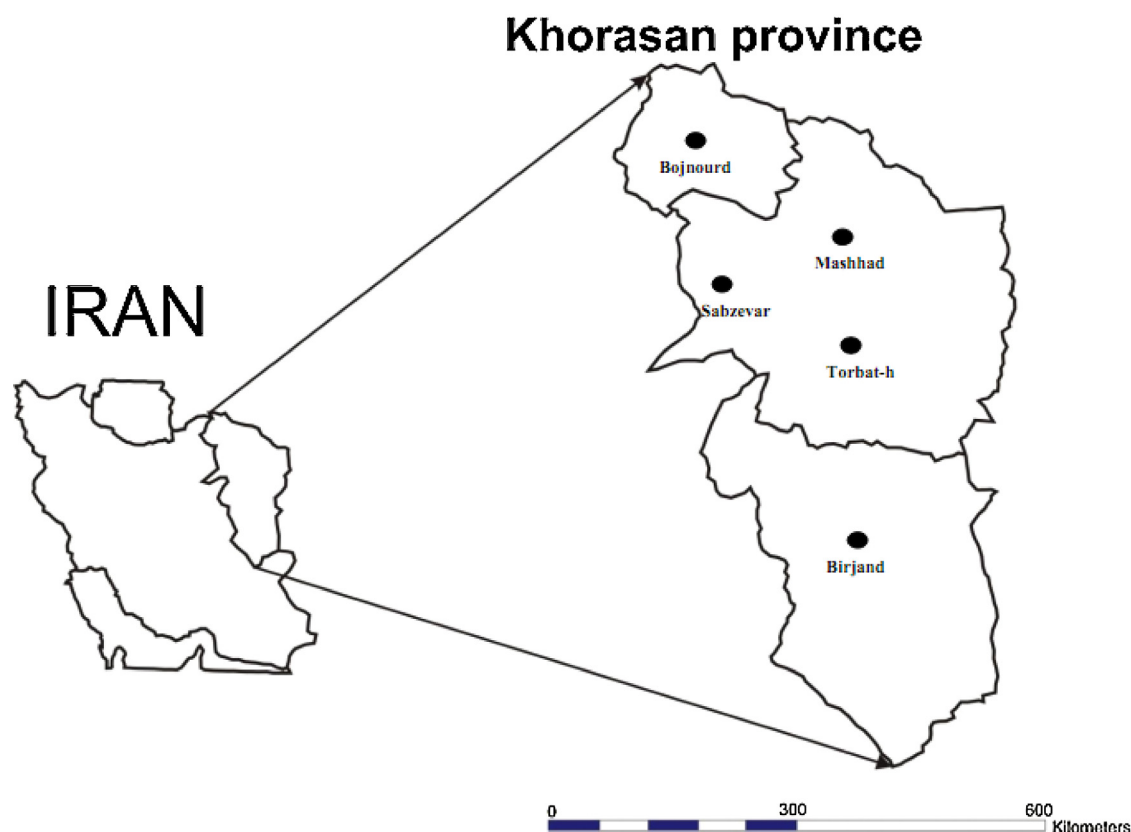 Khorasan province
Bojnourd
Mashhad
Sabzevar
IRAN
Torbat-h
Birjand
0 300 600
Kilometers